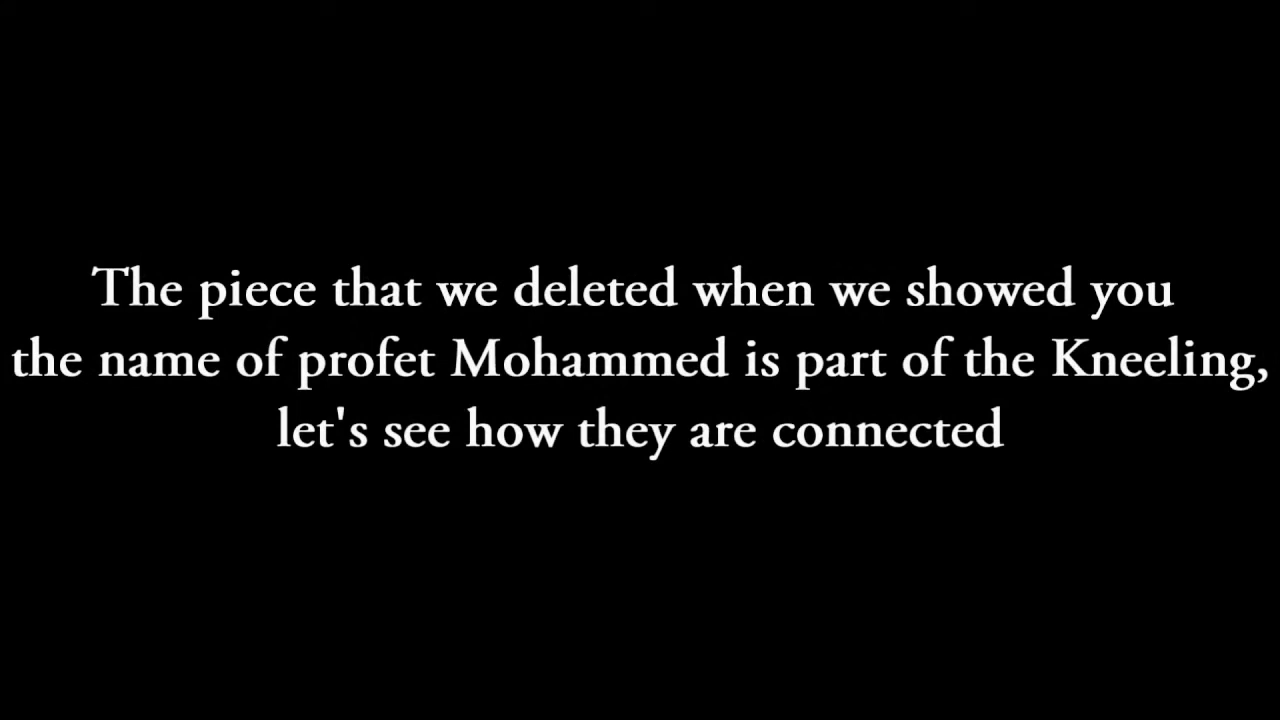 The piece that we deleted when we showed you
the name of profet Mohammed is part of the Kneeling,
let's see how they are connected